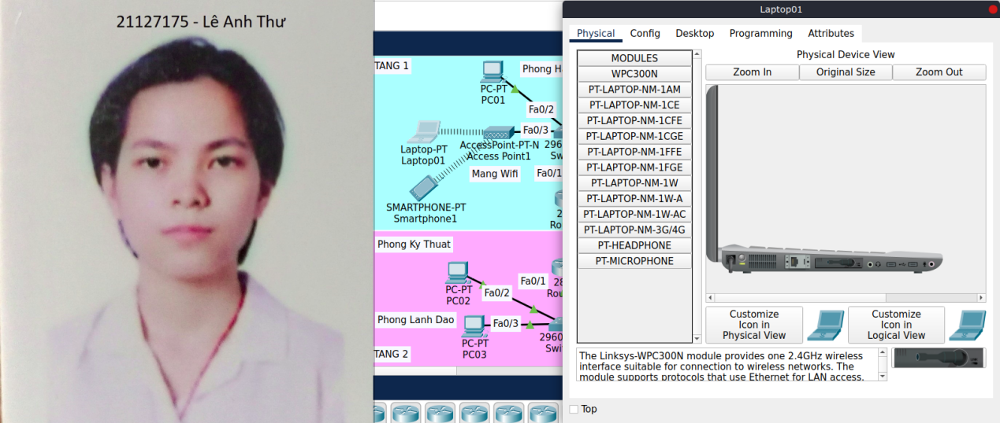 21127175 - Lê Anh Thư
TANG 1
PC-PT
PC01
Phong H
Fa0/2
Fa0/3
Laptop-PT
Laptop01
AccessPoint-PT-N
Access Point1
296
Sw
Mang Wifi
Fa0/1
SMARTPHONE-PT
Smartphone1
2
Ro
Phong Ky Thuat
PC-PT
PC02
Fa0/1
28
Rou
Fa0/2
Phong Lanh Dao
Fa0/3
PC-PT
PC03
2960
Swi
TANG 2
Laptop01
Physical
Config
Desktop
Programming
Attributes
MODULES
WPC300N
PT-LAPTOP-NM-1AM
PT-LAPTOP-NM-1CE
PT-LAPTOP-NM-1CFE
PT-LAPTOP-NM-1CGE
PT-LAPTOP-NM-1FFE
PT-LAPTOP-NM-1FGE
PT-LAPTOP-NM-1W
PT-LAPTOP-NM-1W-A
PT-LAPTOP-NM-1W-AC
PT-LAPTOP-NM-3G/4G
PT-HEADPHONE
PT-MICROPHONE
Physical Device View
Zoom In
Original Size
Zoom Out
Customize
Icon in
Physical View
Customize
Icon in
Logical View
The Linksys-WPC300N module provides one 2.4GHz wireless
interface suitable for connection to wireless networks. The
module supports protocols that use Ethernet for LAN access.
Top